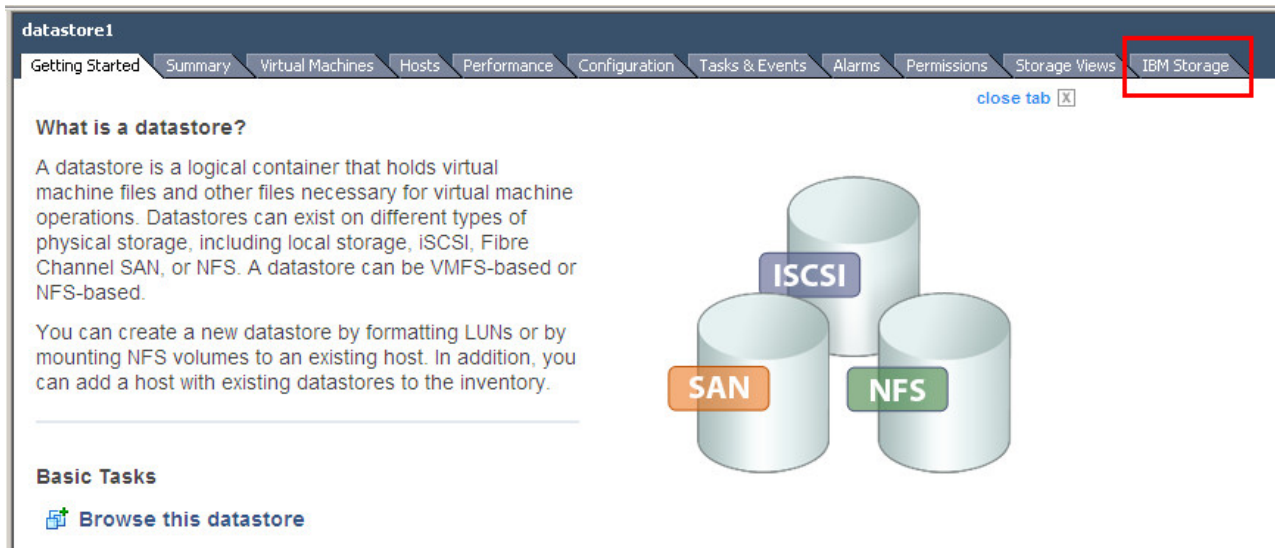 datastore1
Getting Started Summary Virtual Machines Hosts Performance Configuration Tasks & Events Alarms Permissions Storage Views IBM Storage
close tab X
What is a datastore?
A datastore is a logical container that holds virtual
machine files and other files necessary for virtual machine
operations. Datastores can exist on different types of
physical storage, including local storage, iSCSI, Fibre
Channel SAN, or NFS. A datastore can be VMFS-based or
NFS-based.
You can create a new datastore by formatting LUNs or by
mounting NFS volumes to an existing host. In addition, you
can add a host with existing datastores to the inventory.
ISCSI
SAN NFS
Basic Tasks
Browse this datastore